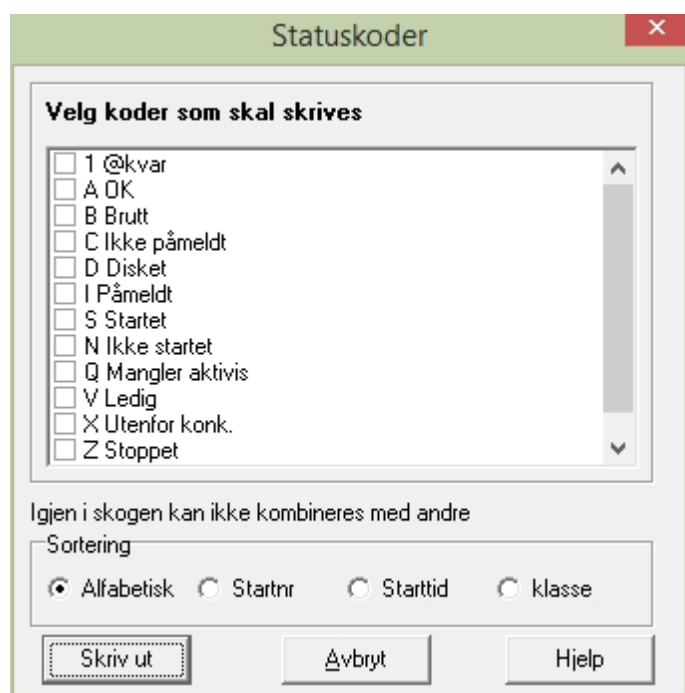 Statuskoder
Velg koder som skal skrives
1 @kvar
A OK
B Brutt
C Ikke påmeldt
D Disket
I Påmeldt
S Startet
N Ikke startet
Q Mangler aktivis
V Ledig
X Utenfor konk.
Z Stoppet
Igjen i skogen kan ikke kombineres med andre
Sortering
Alfabetisk Startnr Starttid klasse
Skriv ut Avbryt Hjelp